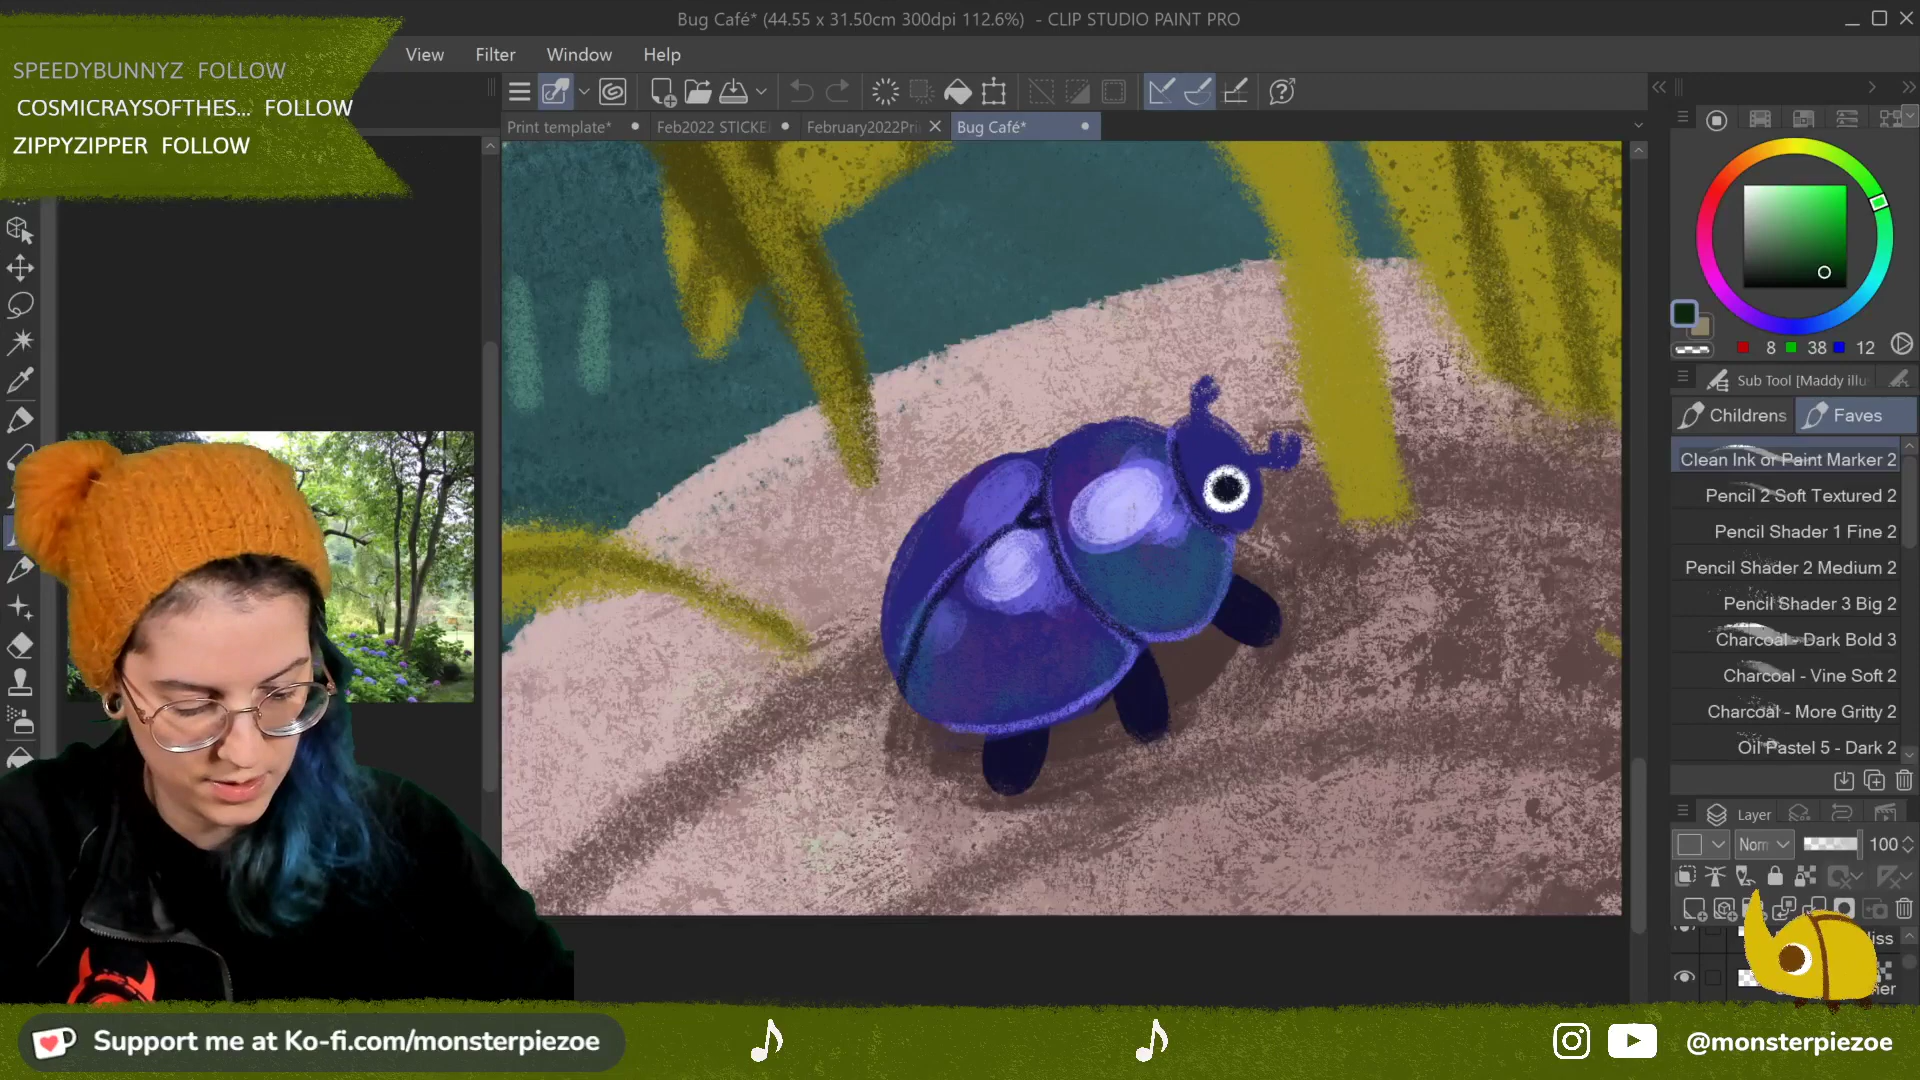 Bug Café* (44.55 x 31.50cm 300dpi 112.6%) - CLIP STUDIO PAINT PRO
View Filter Window Help
SPEEDYBUNNYZ FOLLOW
COSMICRAYSOFTHES... FOLLOW
ZIPPYZIPPER FOLLOW
Print template* Feb2022 STICKE February2022Pri Bug Café*
8 38 12
Sub Tool [Maddy illu
Childrens Faves
Clean Ink or Paint Marker 2
Pencil 2 Soft Textured 2
Pencil Shader 1 Fine 2
Pencil Shader 2 Medium 2
Pencil Shader 3 Big 2
Charcoal - Dark Bold 3
Charcoal - Vine Soft 2
Charcoal - More Gritty 2
Oil Pastel 5 - Dark 2
Layer
Norn 100
Support me at Ko-fi.com/monsterpiezoe
@monsterpiezoe